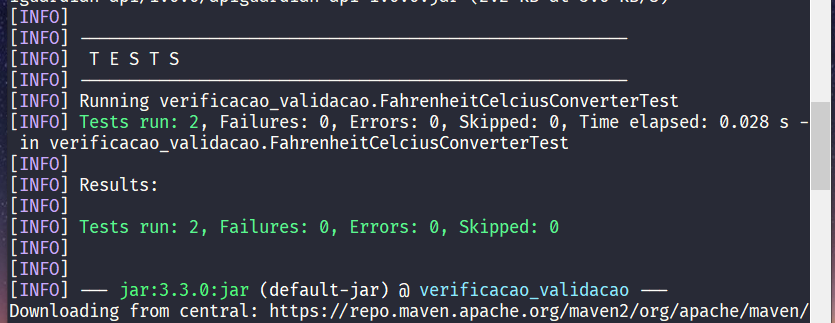 [INFO]
[INFO] -------------------------------------------------------
[INFO]  T E S T S
[INFO] -------------------------------------------------------
[INFO] Running verificacao_validacao.FahrenheitCelciusConverterTest
[INFO] Tests run: 2, Failures: 0, Errors: 0, Skipped: 0, Time elapsed: 0.028 s -
 in verificacao_validacao.FahrenheitCelciusConverterTest
[INFO]
[INFO] Results:
[INFO]
[INFO] Tests run: 2, Failures: 0, Errors: 0, Skipped: 0
[INFO]
[INFO]
[INFO] --- jar:3.3.0:jar (default-jar) @ verificacao_validacao ---
Downloading from central: https://repo.maven.apache.org/maven2/org/apache/maven/